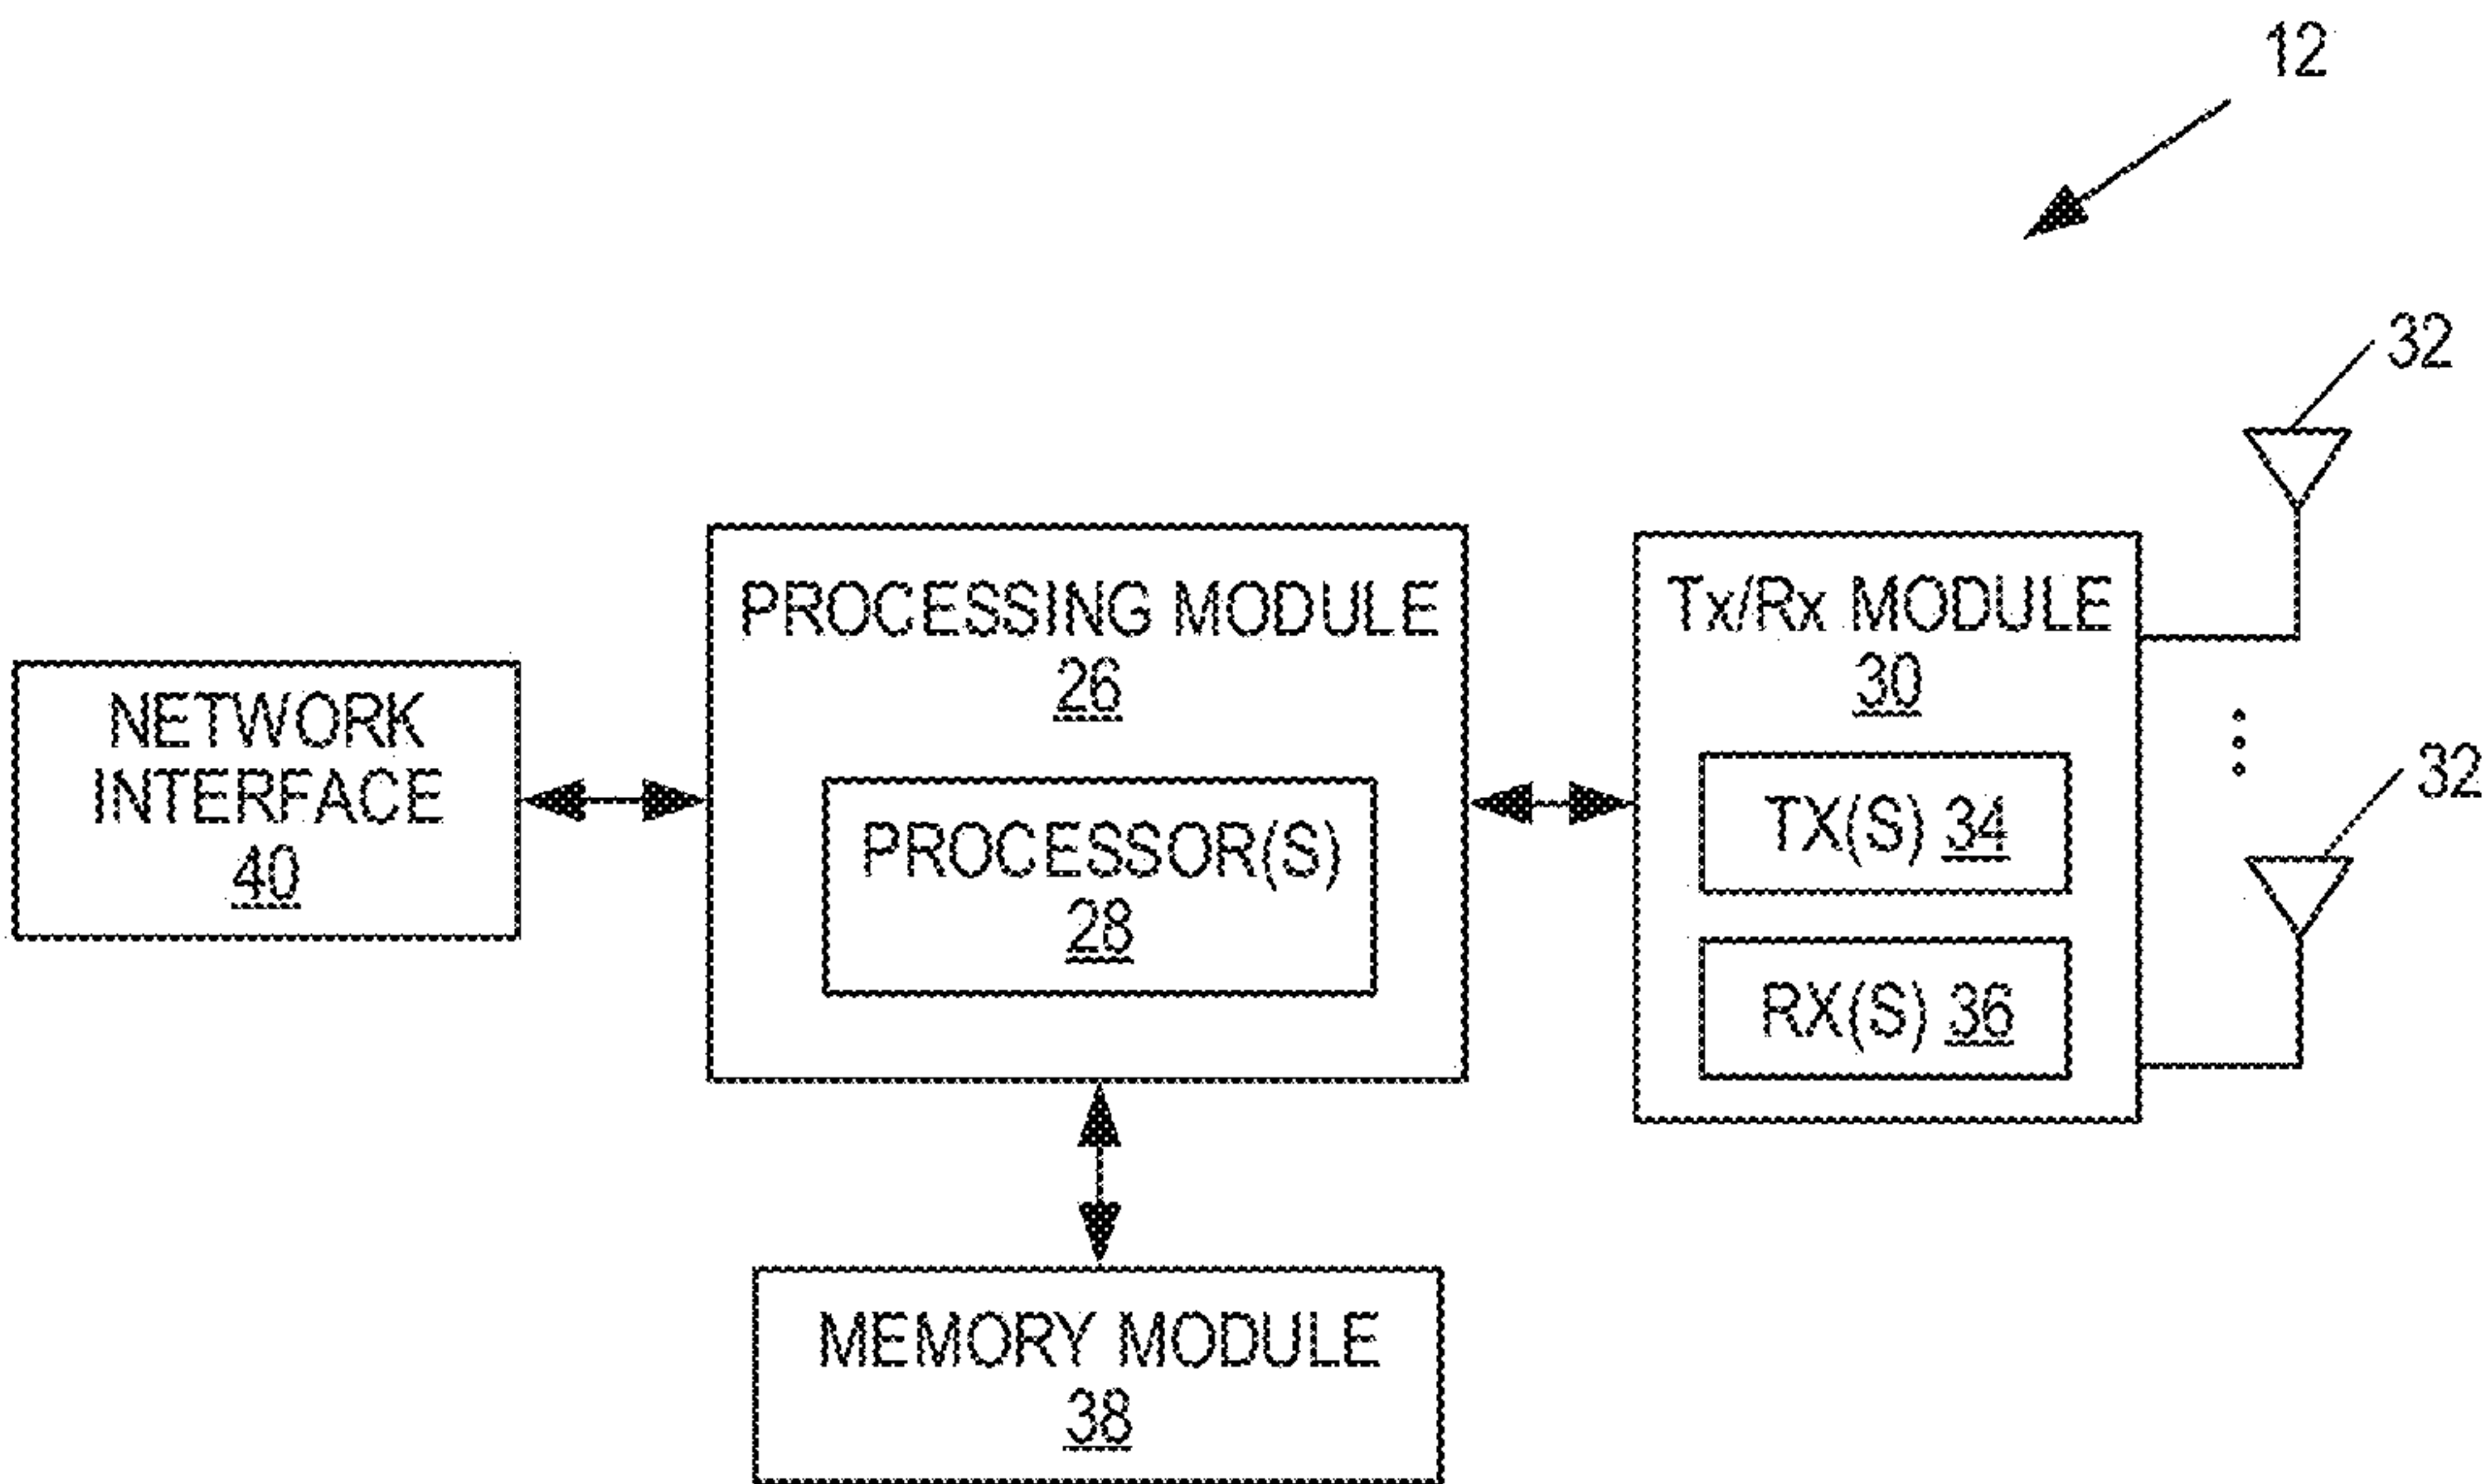 12
32
PROCESSING MODULE
26
Tx/Rx MODULE
30
NETWORK
INTERFACE
40
PROCESSOR(S)
28
TX(S) 34
RX(S) 36
32
MEMORY MODULE
38